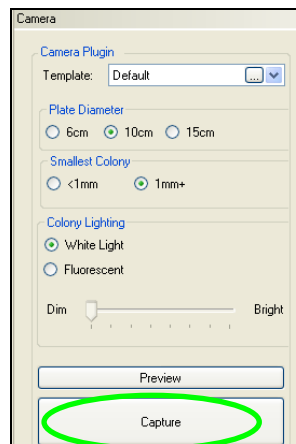 Camera
Camera Plugin
Template: Default ...
Plate Diameter
6cm 10cm 15cm
Smallest Colony
<1mm 1mm+
Colony Lighting
White Light
Fluorescent
Dim Bright
Preview
Capture